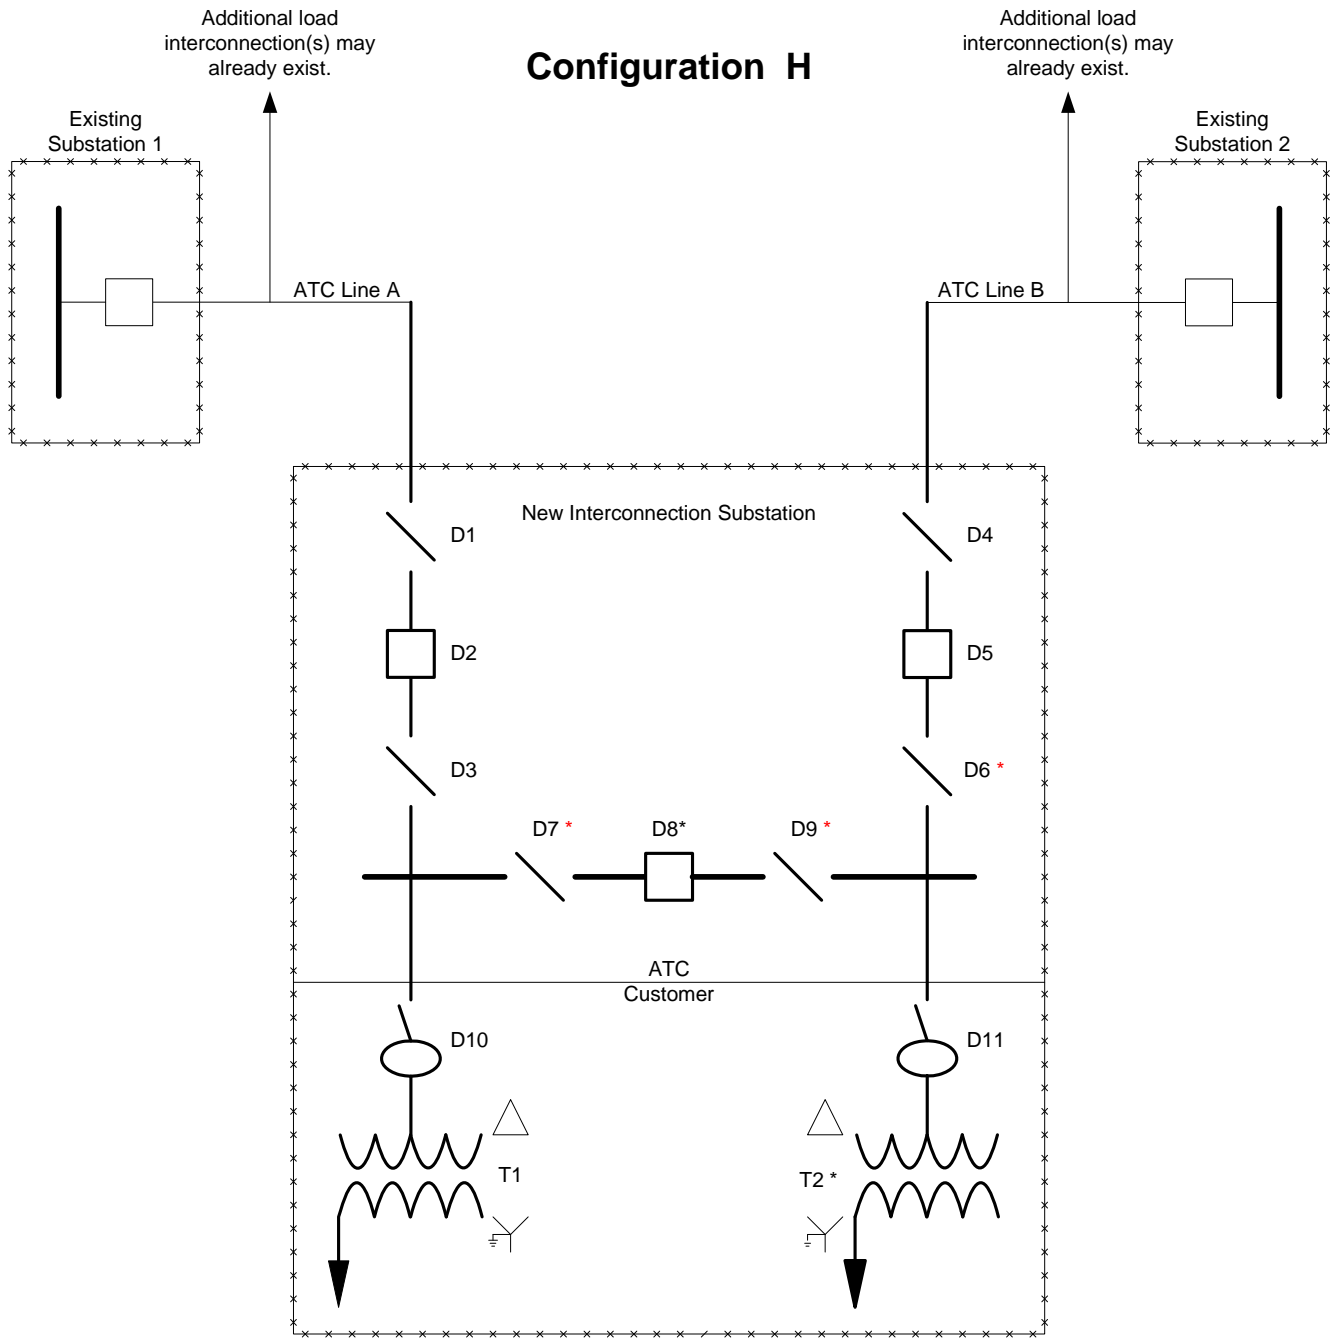 Additional load
interconnection(s) may
already exist.
Configuration H
Additional load
interconnection(s) may
already exist.
Existing
Substation 1
Existing
Substation 2
ATC Line A
ATC Line B
New Interconnection Substation
D1
D4
D2
D5
D3
D6 *
D7 *
D8*
D9 *
ATC
Customer
D10
D11
T1
T2 *